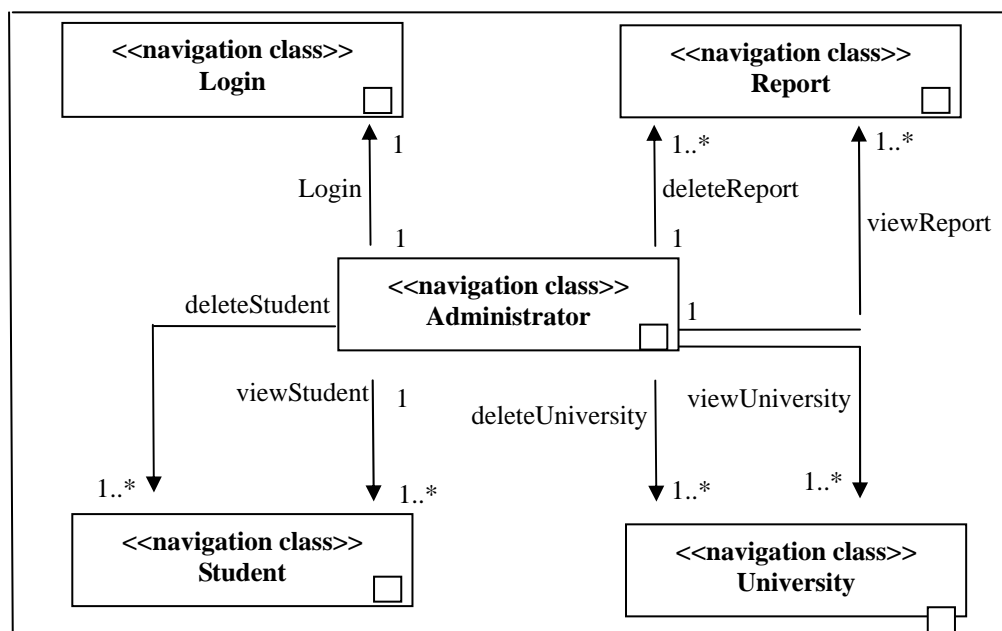 <<navigation class>>
Login
<<navigation class>>
Report
1
1..*
1..*
Login
deleteReport
viewReport
1
1
<<navigation class>>
Administrator
1
deleteStudent
viewStudent
1
deleteUniversity
viewUniversity
1..*
1..*
1..*
1..*
<<navigation class>>
Student
<<navigation class>>
University